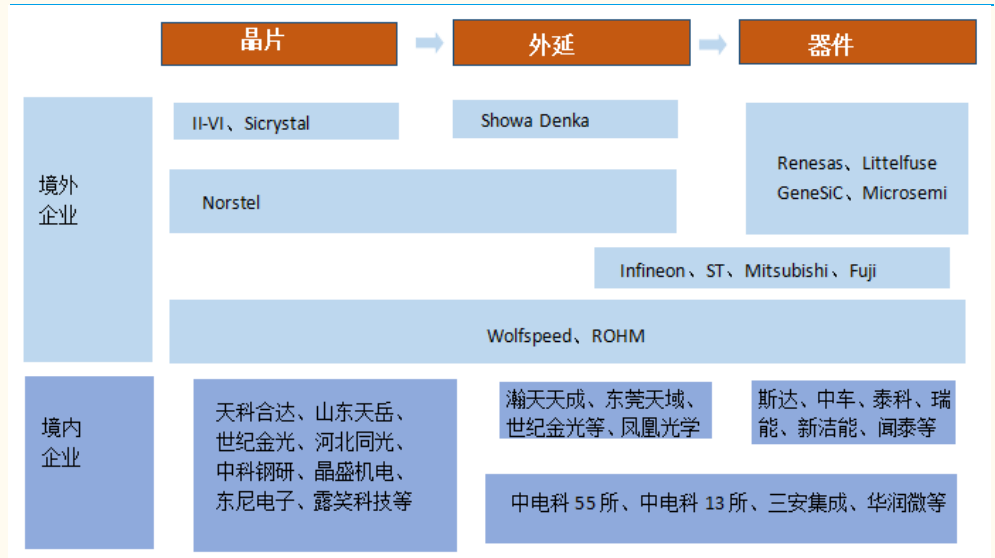 晶片
外延
器件
境外
企业
II-VI、Sicrystal
Showa Denka
Renesas、Littelfuse
GeneSiC、Microsemi
Norstel
Infineon、ST、Mitsubishi、Fuji
Wolfspeed、ROHM
境内
企业
天科合达、山东天岳、
世纪金光、河北同光、
中科钢研、晶盛机电、
东尼电子、露笑科技等
瀚天天成、东莞天域、
世纪金光等、凤凰光学
斯达、中车、泰科、瑞
能、新洁能、闻泰等
中电科 55 所、中电科 13 所、三安集成、华润微等